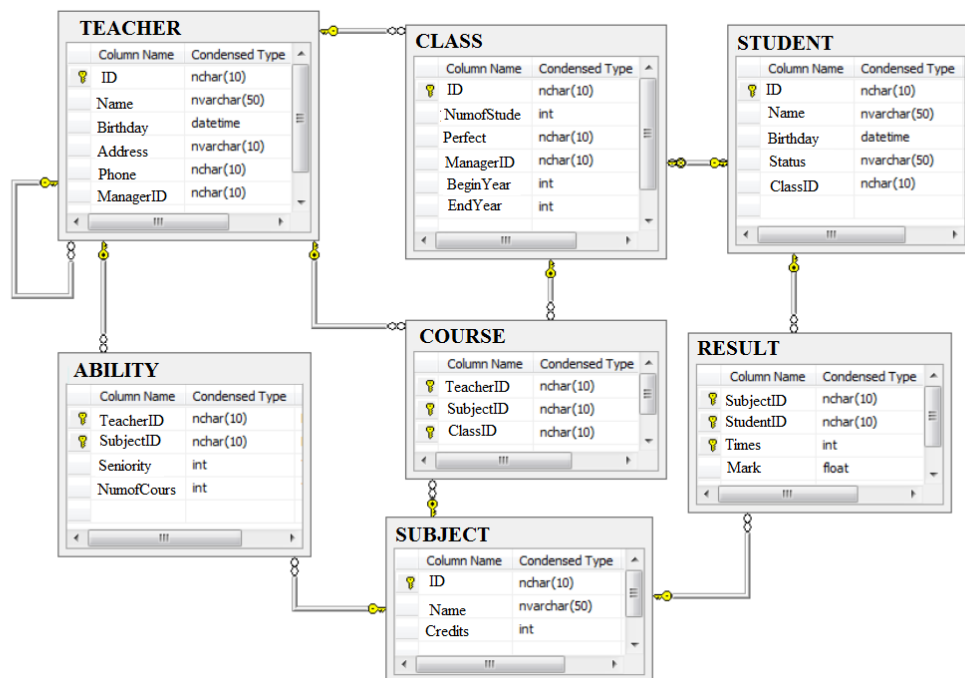 TEACHER
Column Name Condensed Type
ID nchar(10)
Name nvarchar(50)
Birthday datetime
Address nvarchar(10)
Phone nchar(10)
ManagerID nchar(10)
CLASS
Column Name Condensed Type
ID nchar(10)
NumofStude int
Perfect nchar(10)
ManagerID nchar(10)
BeginYear int
EndYear int
STUDENT
Column Name Condensed Type
ID nchar(10)
Name nvarchar(50)
Birthday datetime
Status nvarchar(50)
ClassID nchar(10)
ABILITY
Column Name Condensed Type
TeacherID nchar(10)
SubjectID nchar(10)
Seniority int
NumofCours int
COURSE
Column Name Condensed Type
TeacherID nchar(10)
SubjectID nchar(10)
ClassID nchar(10)
RESULT
Column Name Condensed Type
SubjectID nchar(10)
StudentID nchar(10)
Times int
Mark float
SUBJECT
Column Name Condensed Type
ID nchar(10)
Name nvarchar(50)
Credits int